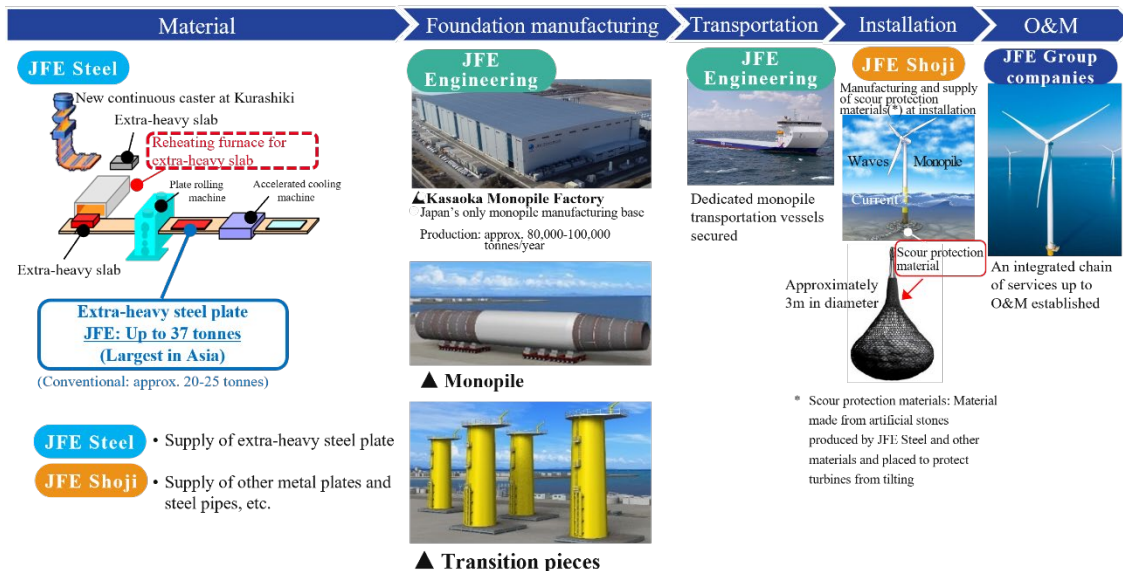 Material
Foundation manufacturing
Transportation
Installation
O&M
JFE Steel
New continuous caster at Kurashiki
Extra-heavy slab
Reheating furnace for
extra-heavy slab
Plate rolling
machine
Accelerated cooling
machine
Extra-heavy slab
Extra-heavy steel plate
JFE: Up to 37 tonnes
(Largest in Asia)
(Conventional: approx. 20-25 tonnes)
JFE Steel
• Supply of extra-heavy steel plate
JFE Shoji
• Supply of other metal plates and
steel pipes, etc.
JFE
Engineering
Kasaoka Monopile Factory
Japan's only monopile manufacturing base
Production: approx. 80,000-100,000
tonnes/year
▲ Monopile
▲ Transition pieces
JFE
Engineering
Dedicated monopile
transportation vessels
secured
JFE Shoji
Manufacturing and supply
of scour protection
materials(*) at installation
Waves
Monopile
Current
Scour protection
material
Approximately
3m in diameter
* Scour protection materials: Material
made from artificial stones
produced by JFE Steel and other
materials and placed to protect
turbines from tilting
JFE Group
companies
An integrated chain
of services up to
O&M established